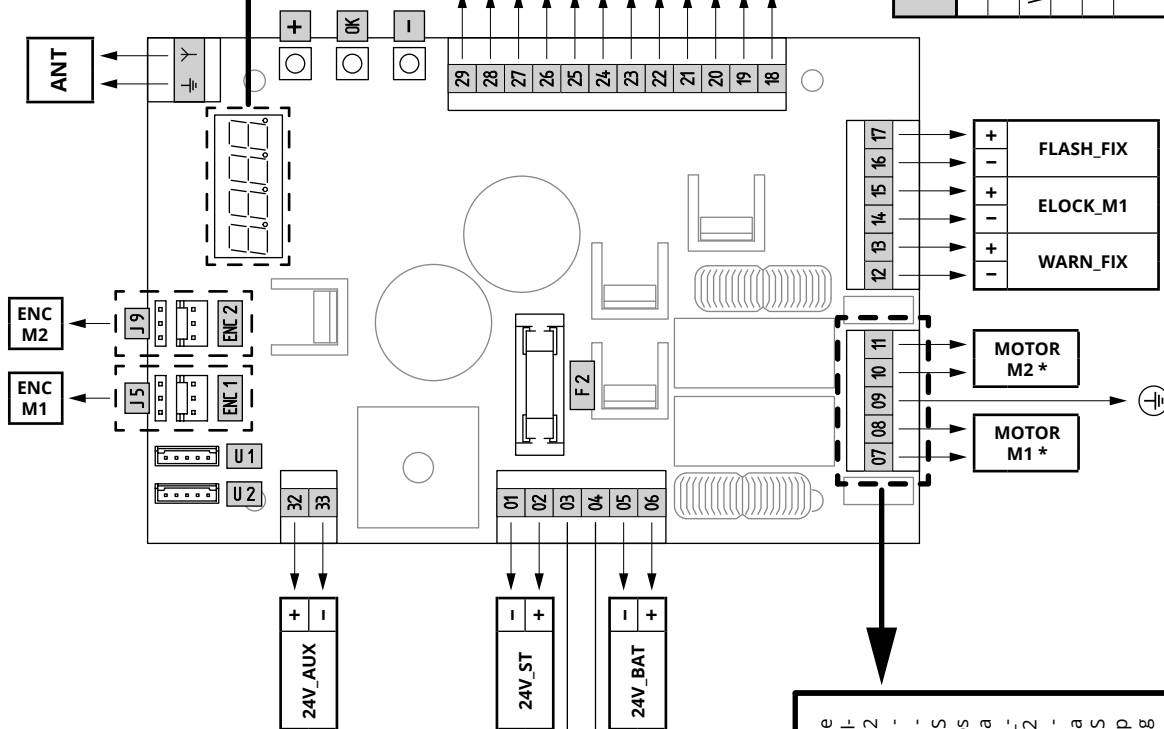 +
OK
−
ANT
29
28
27
26
25
24
23
22
21
20
19
18
17
16
15
14
13
12
+
−
FLASH_FIX
+
−
ELOCK_M1
+
−
WARN_FIX
ENC
M2
J9
ENC 2
ENC
M1
J5
ENC 1
F2
U1
U2
11
10
09
08
07
MOTOR
M2 *
MOTOR
M1 *
32
33
01
02
03
04
05
06
+
−
24V_AUX
−
+
24V_ST
−
+
24V_BAT